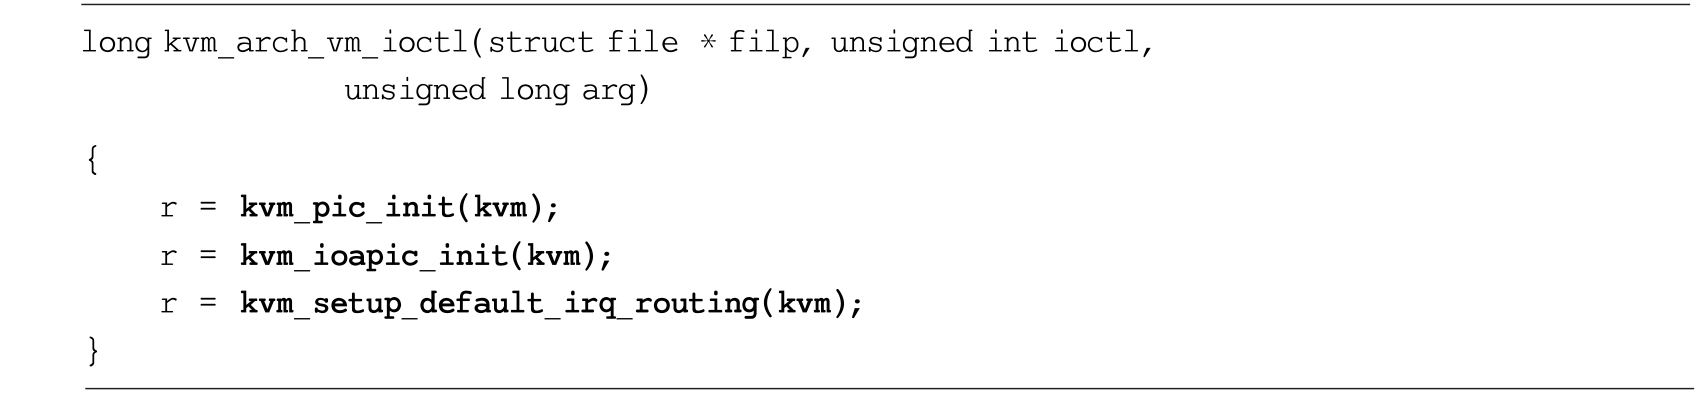 long kvm_arch_vm_ioctl(struct file * filp, unsigned int ioctl,
unsigned long arg)
{
r = kvm_pic_init(kvm);
r = kvm_ioapic_init(kvm);
r = kvm_setup_default_irq_routing(kvm);
}